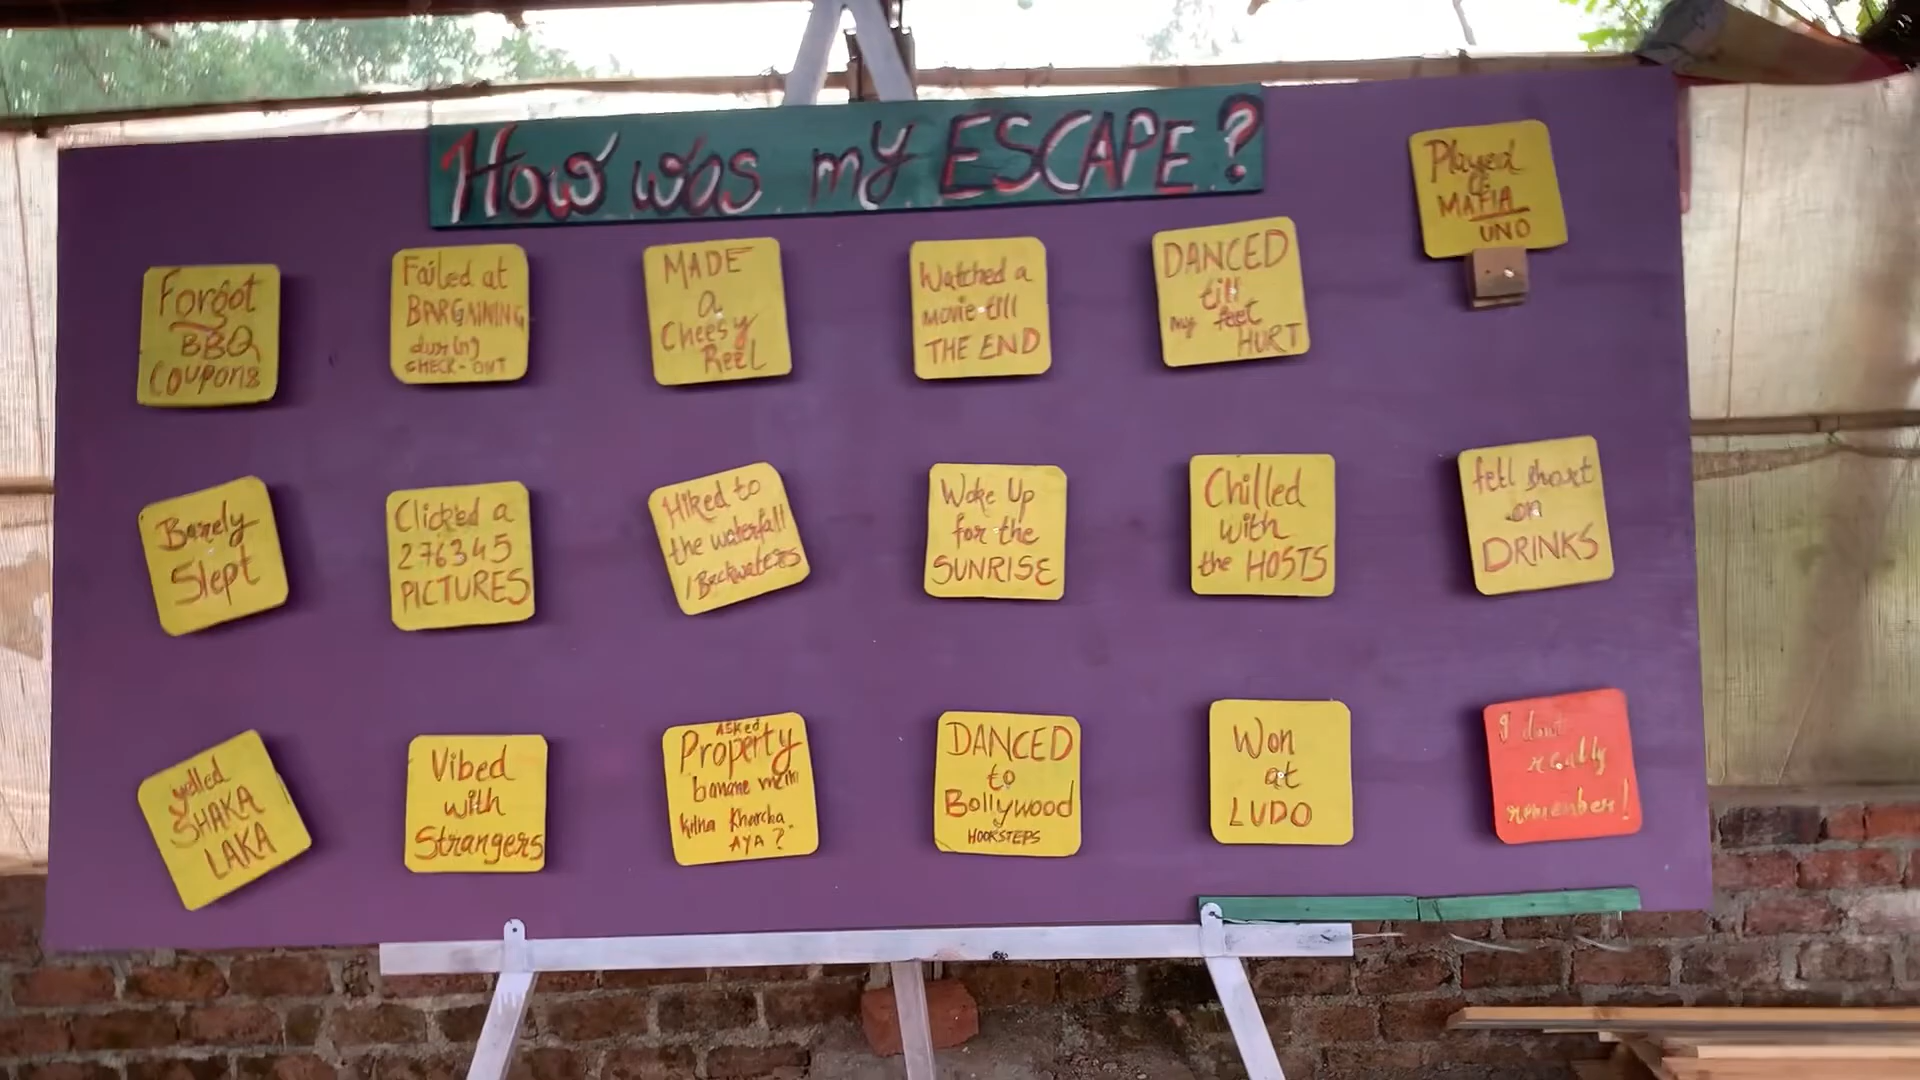 How was my ESCAPE?
Forgot
BBQ
Coupons
Failed at
BARGAINING
during
CHECK-OUT
MADE
a
Cheesy
Reel
Watched a
movie till
THE END
DANCED
till
my feet
HURT
Played
MAFIA
UNO
Barely
Slept
Clicked a
276345
PICTURES
Hiked to
the waterfall
/Backwaters
Woke Up
for the
SUNRISE
Chilled
with
the HOSTS
fell short
on
DRINKS
yelled
SHAKA
LAKA
Vibed
with
Strangers
ASKed
Property
banane mein
kitna Kharcha
AYA?
DANCED
to
Bollywood
HOOKSTEPS
Won
at
LUDO
I dont
really
remember!